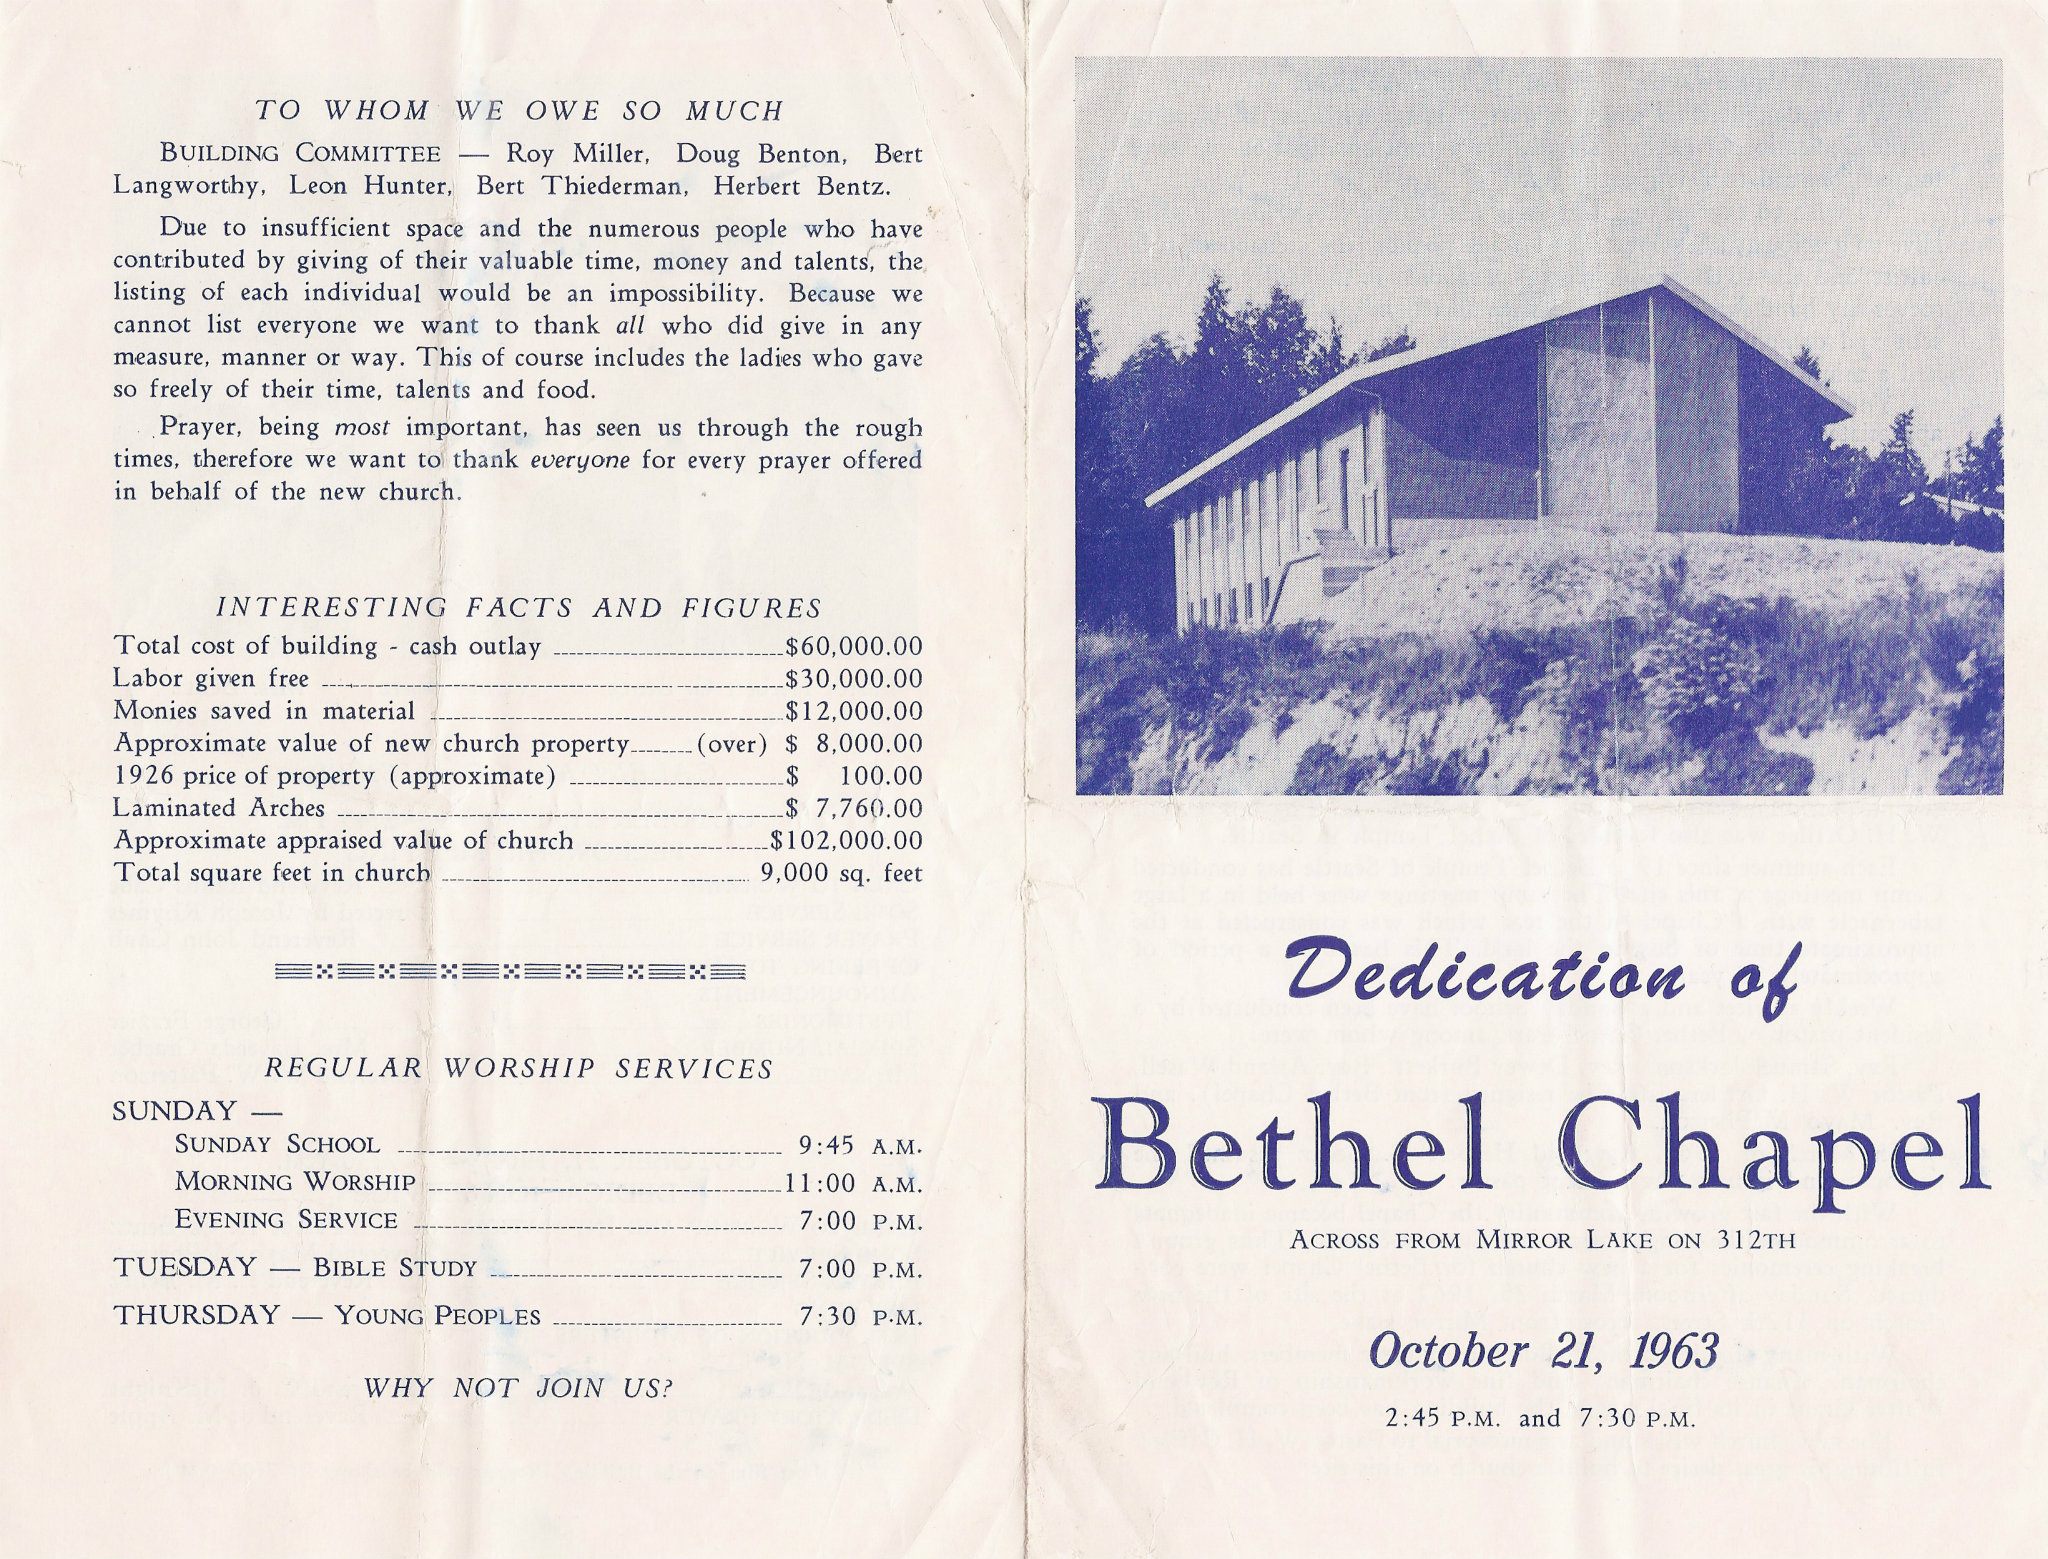 TO WHOM WE OWE SO MUCH
BUILDING COMMITTEE — Roy Miller, Doug Benton, Bert
Langworthy, Leon Hunter, Bert Thiederman, Herbert Bentz.
Due to insufficient space and the numerous people who have
contributed by giving of their valuable time, money and talents, the
listing of each individual would be an impossibility. Because we
cannot list everyone we want to thank all who did give in any
measure, manner or way. This of course includes the ladies who gave
so freely of their time, talents and food.
Prayer, being most important, has seen us through the rough
times, therefore we want to thank everyone for every prayer offered
in behalf of the new church.
INTERESTING FACTS AND FIGURES
Total cost of building - cash outlay $60,000.00
Labor given free $30,000.00
Monies saved in material $12,000.00
Approximate value of new church property (over) $ 8,000.00
1926 price of property (approximate) $ 100.00
Laminated Arches $ 7,760.00
Approximate appraised value of church $102,000.00
Total square feet in church 9,000 sq. feet
REGULAR WORSHIP SERVICES
SUNDAY —
SUNDAY SCHOOL 9:45 A.M.
MORNING WORSHIP 11:00 A.M.
EVENING SERVICE 7:00 P.M.
TUESDAY — BIBLE STUDY 7:00 P.M.
THURSDAY — YOUNG PEOPLES 7:30 P.M.
WHY NOT JOIN US?
Dedication of
Bethel Chapel
ACROSS FROM MIRROR LAKE ON 312TH
October 21, 1963
2:45 P.M. and 7:30 P.M.